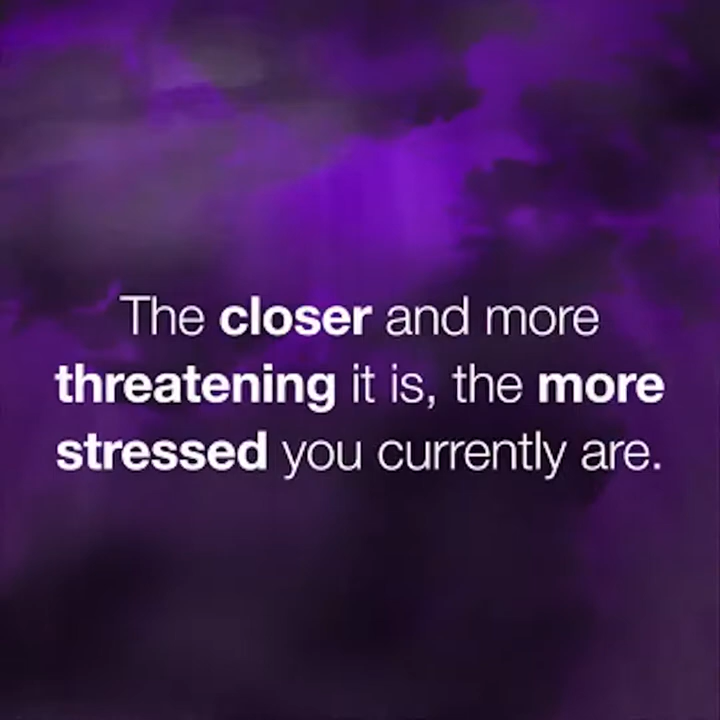 The closer and more
threatening it is, the more
stressed you currently are.